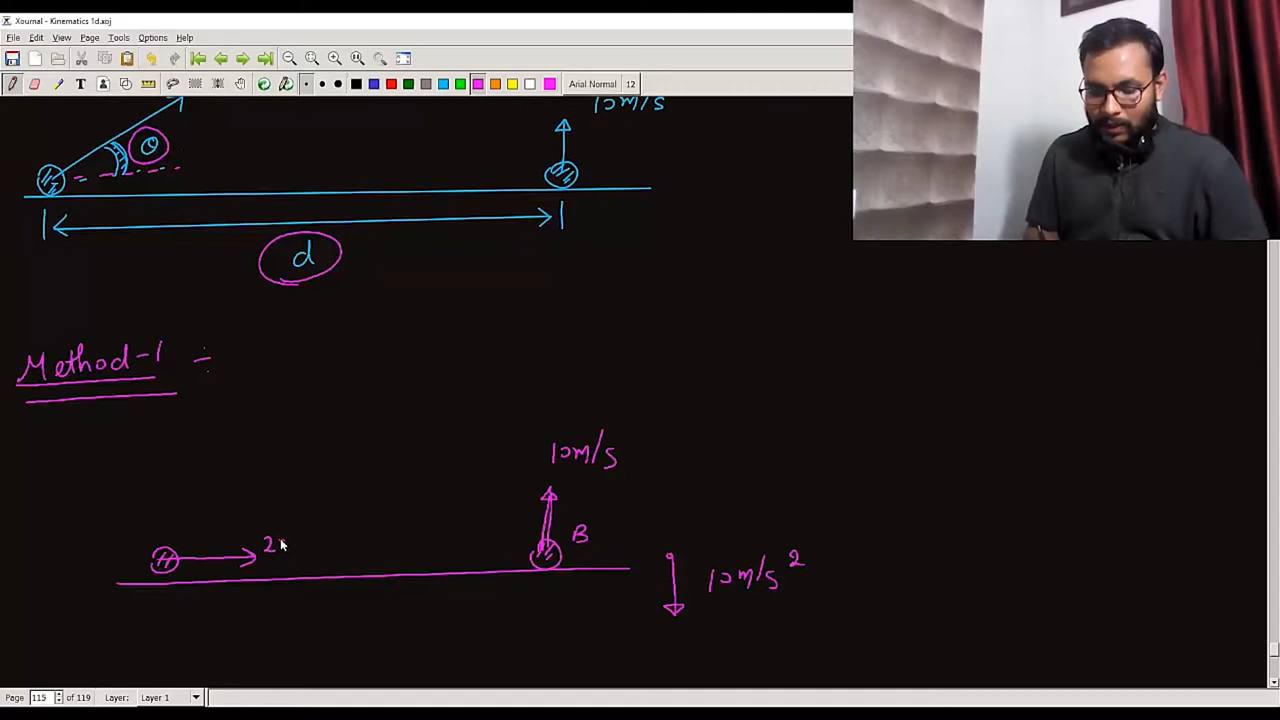 Xournal - Kinematics 1d.xoj
File Edit View Page Tools Options Help
T Arial Normal 12
10m/s
θ
d
Method-1 :-
10m/s
B
2
10m/s²
Page 115 of 119 Layer: Layer 1